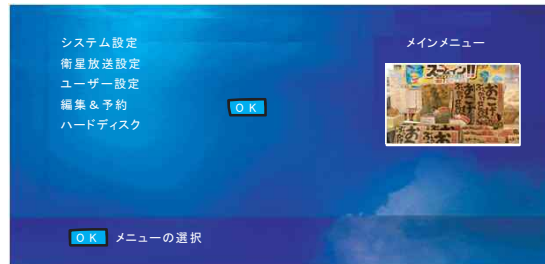 システム設定
衛星放送設定
ユーザー設定
編集＆予約
ハードディスク
OK
メインメニュー
OK メニューの選択